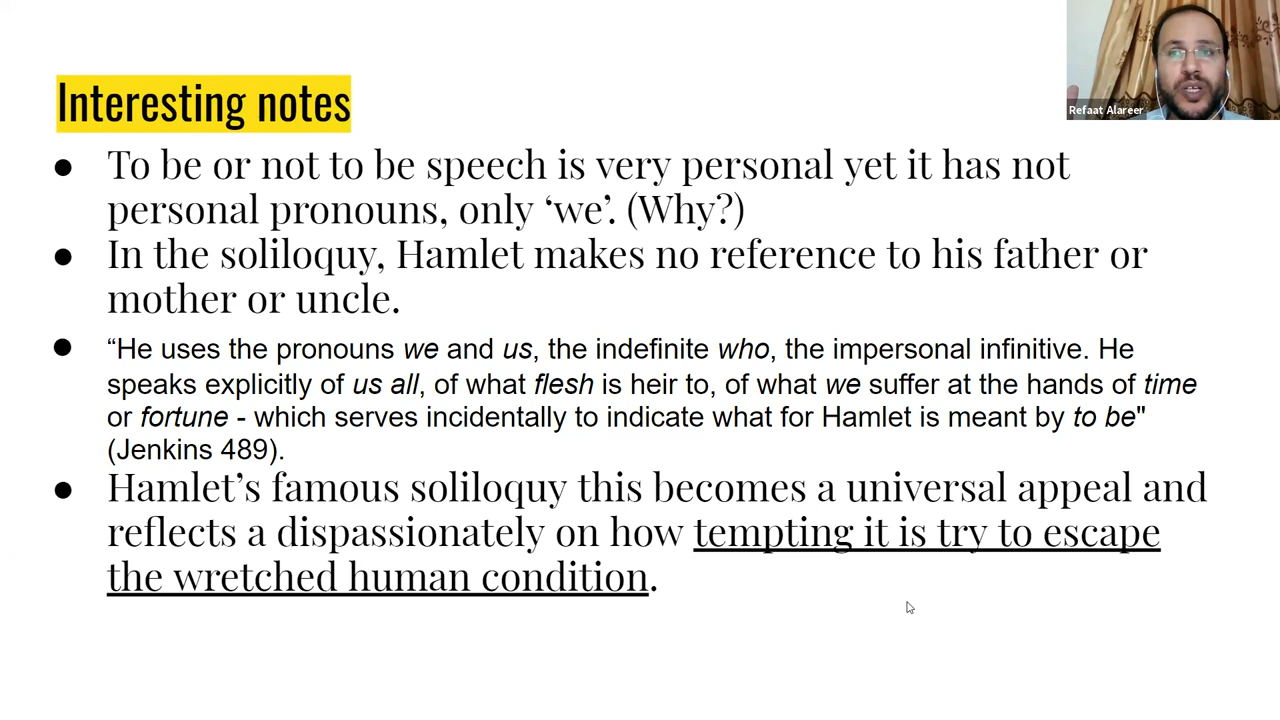 Refaat Alareer
Interesting notes
● To be or not to be speech is very personal yet it has not
personal pronouns, only ‘we’. (Why?)
● In the soliloquy, Hamlet makes no reference to his father or
mother or uncle.
● “He uses the pronouns we and us, the indefinite who, the impersonal infinitive. He
speaks explicitly of us all, of what flesh is heir to, of what we suffer at the hands of time
or fortune - which serves incidentally to indicate what for Hamlet is meant by to be"
(Jenkins 489).
● Hamlet’s famous soliloquy this becomes a universal appeal and
reflects a dispassionately on how tempting it is try to escape
the wretched human condition.